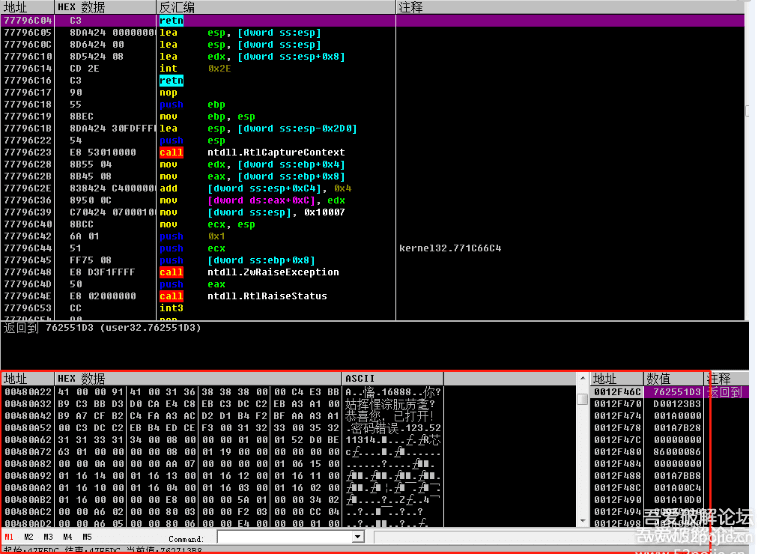 地址 HEX 数据 反汇编 注释
77796C04 C3 retn
77796C05 8DA424 00000000 lea esp, [dword ss:esp]
77796C0C 8D6424 00 lea esp, [dword ss:esp]
77796C10 8D5424 08 lea edx, [dword ss:esp+0x8]
77796C14 CD 2E int 0x2E
77796C16 C3 retn
77796C17 90 nop
77796C18 55 push ebp
77796C19 8BEC mov ebp, esp
77796C1B 8DA424 30FDFFFF lea esp, [dword ss:esp-0x2D0]
77796C22 54 push esp
77796C23 E8 53010000 call ntdll.RtlCaptureContext
77796C28 8B55 04 mov edx, [dword ss:ebp+0x4]
77796C2B 8B45 08 mov eax, [dword ss:ebp+0x8]
77796C2E 838424 C4000000 add [dword ss:esp+0xC4], 0x4
77796C36 8950 0C mov [dword ds:eax+0xC], edx
77796C39 C70424 07000100 mov [dword ss:esp], 0x10007
77796C40 8BCC mov ecx, esp
77796C42 6A 01 push 0x1
77796C44 51 push ecx kernel32.771C66C4
77796C45 FF75 08 push [dword ss:ebp+0x8]
77796C48 E8 D3F1FFFF call ntdll.ZwRaiseException
77796C4D 50 push eax
77796C4E E8 02000000 call ntdll.RtlRaiseStatus
77796C53 CC int3
返回到 762551D3 (user32.762551D3)
地址 HEX 数据 ASCII 地址 数值 注释
00480A22 41 00 00 91 41 00 31 36 38 38 38 00 00 C4 E3 BB 16888..你?
00480A32 B9 C3 BB D3 D0 CA E4 C8 EB C3 DC C2 EB A3 A1 00
00480A42 B9 A7 CF B2 C4 FA A3 AC D2 D1 B4 F2 BF AA A3 A1 恭喜您，已打开!
00480A52 00 C3 DC C2 EB B4 ED CE F3 00 31 32 33 00 35 32 .密码错误.123.52
00480A62 31 31 33 31 34 00 08 00 00 00 01 00 01 52 D0 BE
00480A72 63 01 00 00 00 00 08 00 01 19 00 00 00 00 00 00
00480A82 00 00 0A 00 00 00 AA 07 00 00 00 00 01 06 15 00
00480A92 01 16 14 00 01 16 13 00 01 16 12 00 01 16 11 00
00480AA2 01 16 10 00 01 16 04 00 01 16 03 00 01 16 02 00
00480AB2 01 16 00 00 00 00 E8 00 00 00 5A 01 00 00 34 02
00480AC2 00 00 A6 02 00 00 80 03 00 00 F2 03 00 00 CC 04
00480AD2 00 00 A6 05 00 00 80 06 00 00 E4 00 00 00 01 00
0012F46C 762551D3 返回到
0012F470 D00123B3
0012F474 001A0000
0012F478 001A7B28
0012F47C 00000000
0012F480 86000086
0012F484 00000000
0012F488 001A7BB8
0012F48C 001A00C4
0012F490 001A10D0
0012F494
0012F498
M1 M2 M3 M4 M5 Command:
吾爱破解论坛
www.52pojie.cn